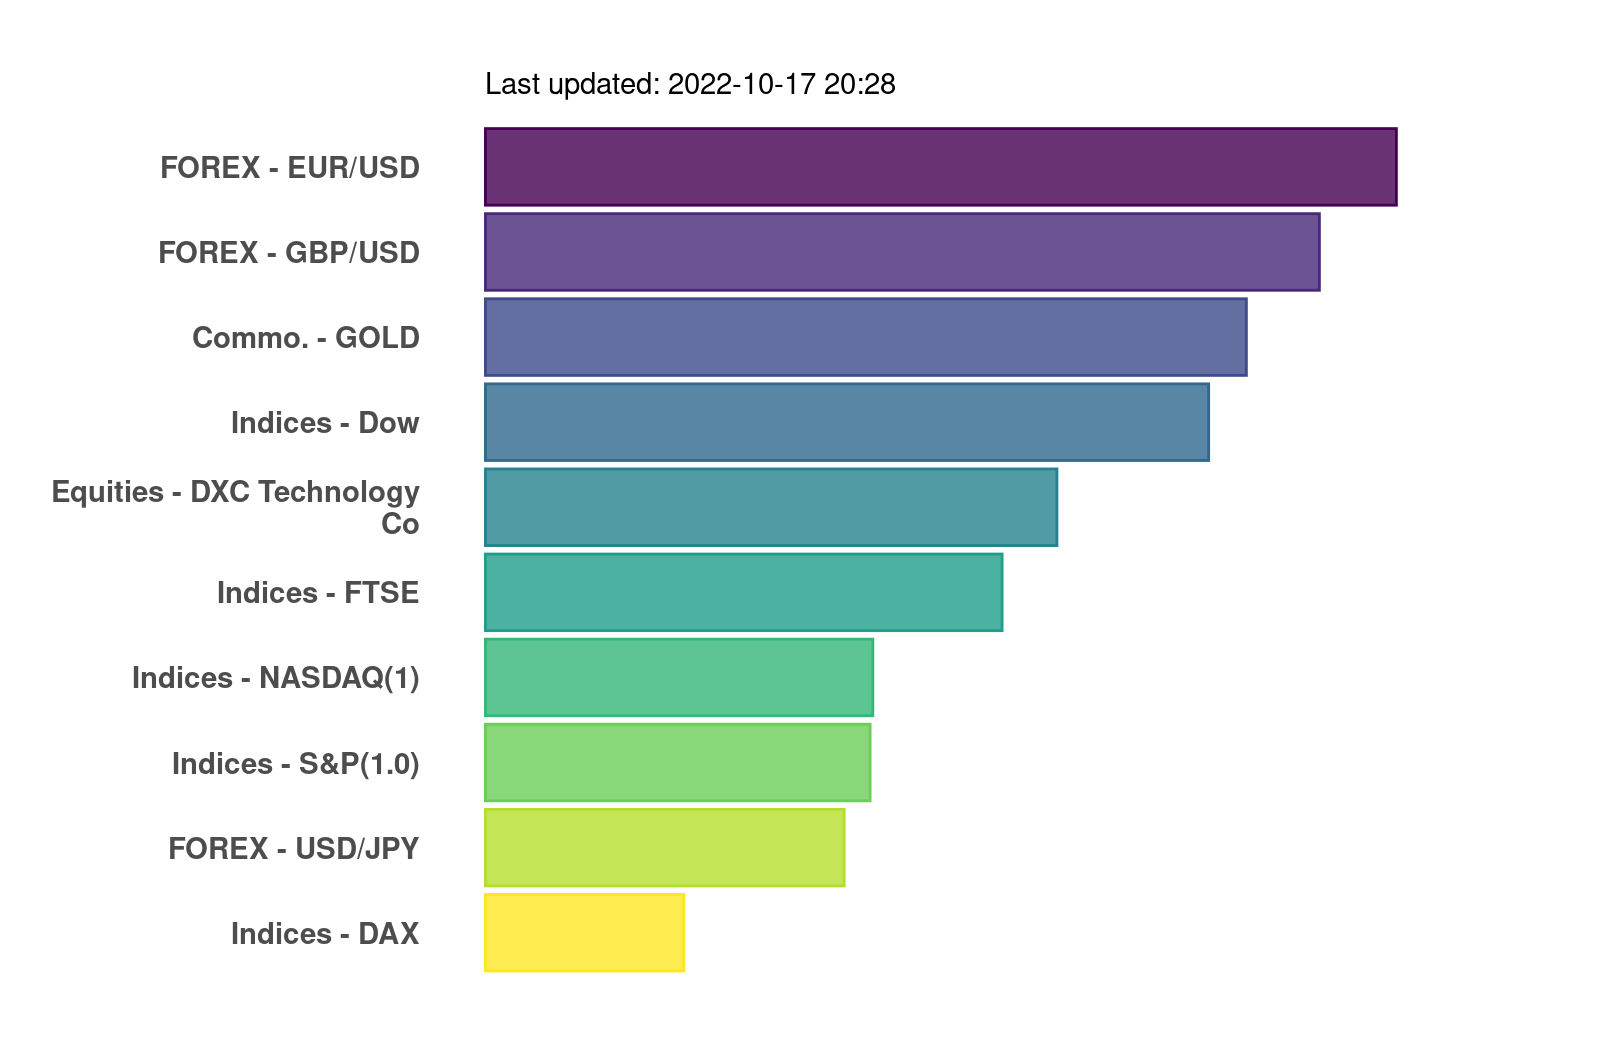 Last updated: 2022-10-17 20:28
FOREX - EUR/USD
FOREX - GBP/USD
Commo. - GOLD
Indices - Dow
Equities - DXC Technology
Co
Indices - FTSE
Indices - NASDAQ(1)
Indices - S&P(1.0)
FOREX - USD/JPY
Indices - DAX